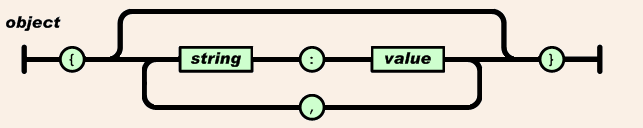 object
{ string : value }
,